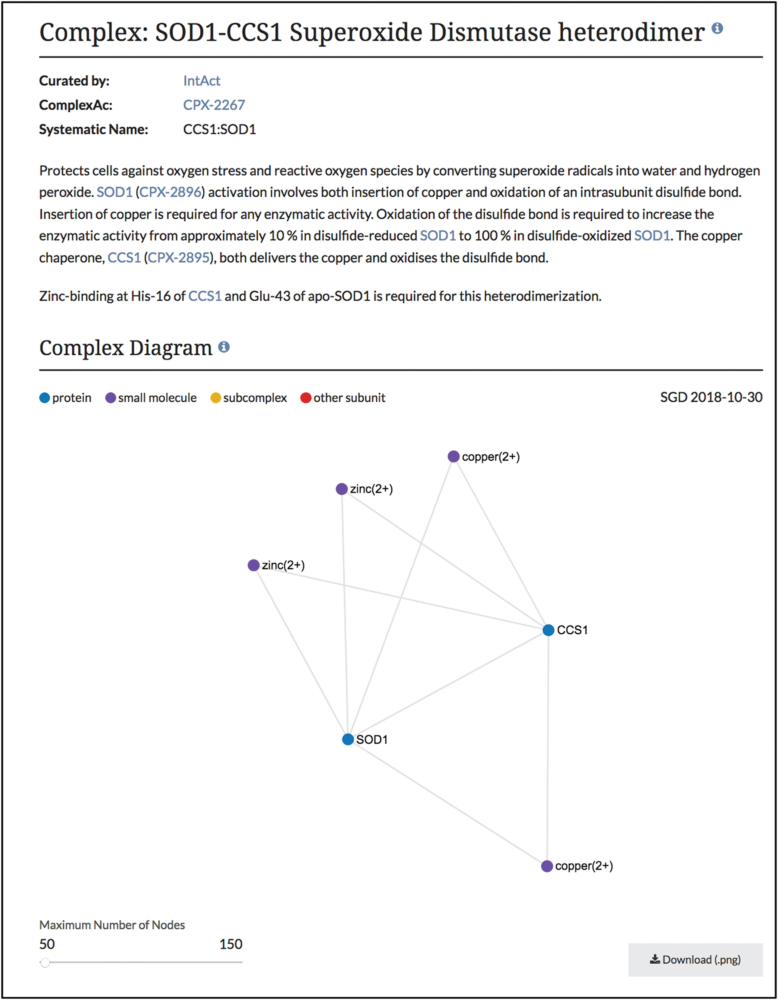 Complex: SOD1-CCS1 Superoxide Dismutase heterodimer
Curated by: IntAct
ComplexAc: CPX-2267
Systematic Name: CCS1:SOD1
Protects cells against oxygen stress and reactive oxygen species by converting superoxide radicals into water and hydrogen
peroxide. SOD1 (CPX-2896) activation involves both insertion of copper and oxidation of an intrasubunit disulfide bond.
Insertion of copper is required for any enzymatic activity. Oxidation of the disulfide bond is required to increase the
enzymatic activity from approximately 10 % in disulfide-reduced SOD1 to 100 % in disulfide-oxidized SOD1. The copper
chaperone, CCS1 (CPX-2895), both delivers the copper and oxidises the disulfide bond.
Zinc-binding at His-16 of CCS1 and Glu-43 of apo-SOD1 is required for this heterodimerization.
Complex Diagram
protein small molecule subcomplex other subunit SGD 2018-10-30
copper(2+)
zinc(2+)
zinc(2+)
CCS1
SOD1
copper(2+)
Maximum Number of Nodes
50 150
Download (.png)